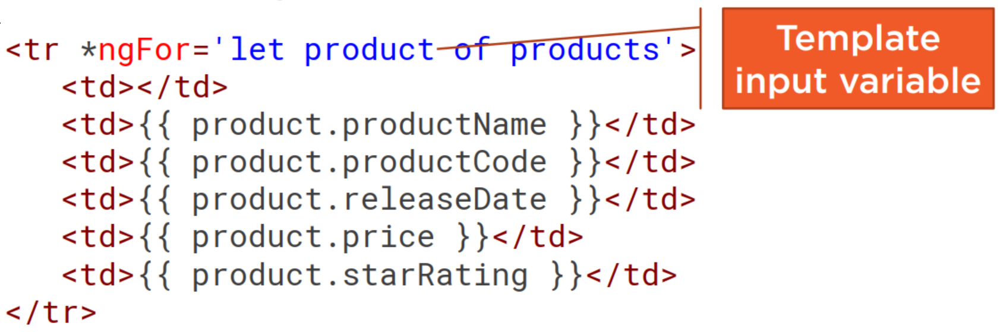 <tr *ngFor='let product of products'>
<td></td>
<td>{{ product.productName }}</td>
<td>{{ product.productCode }}</td>
<td>{{ product.releaseDate }}</td>
<td>{{ product.price }}</td>
<td>{{ product.starRating }}</td>
</tr>
Template
input variable